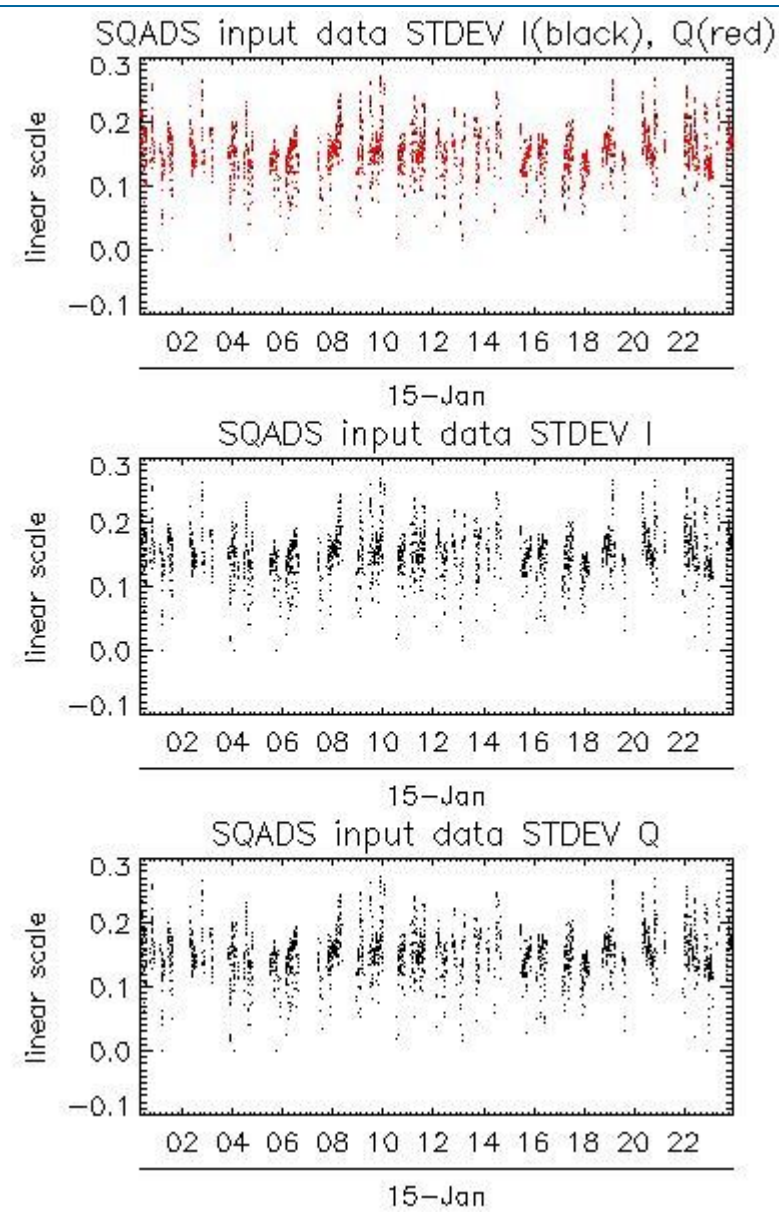 SQADS input data STDEV I(black), Q(red)
0.3
0.2
0.1
0.0
−0.1
linear scale
02 04 06 08 10 12 14 16 18 20 22
15−Jan
SQADS input data STDEV I
0.3
0.2
0.1
0.0
−0.1
linear scale
02 04 06 08 10 12 14 16 18 20 22
15−Jan
SQADS input data STDEV Q
0.3
0.2
0.1
0.0
−0.1
linear scale
02 04 06 08 10 12 14 16 18 20 22
15−Jan